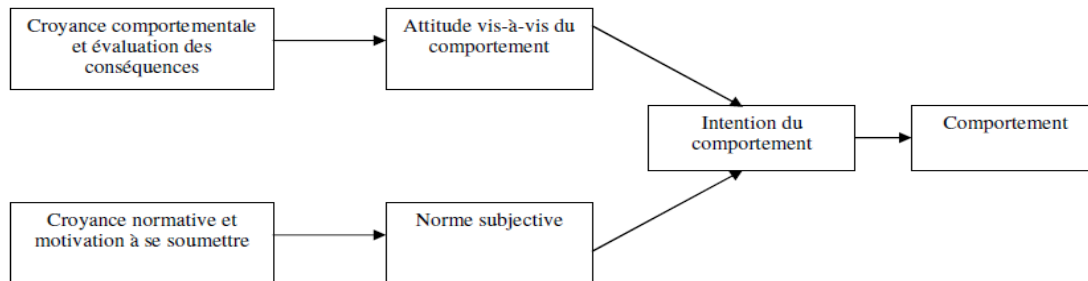 Croyance comportementale
et évaluation des
conséquences
Attitude vis-à-vis du
comportement
Intention du
comportement
Comportement
Croyance normative et
motivation à se soumettre
Norme subjective